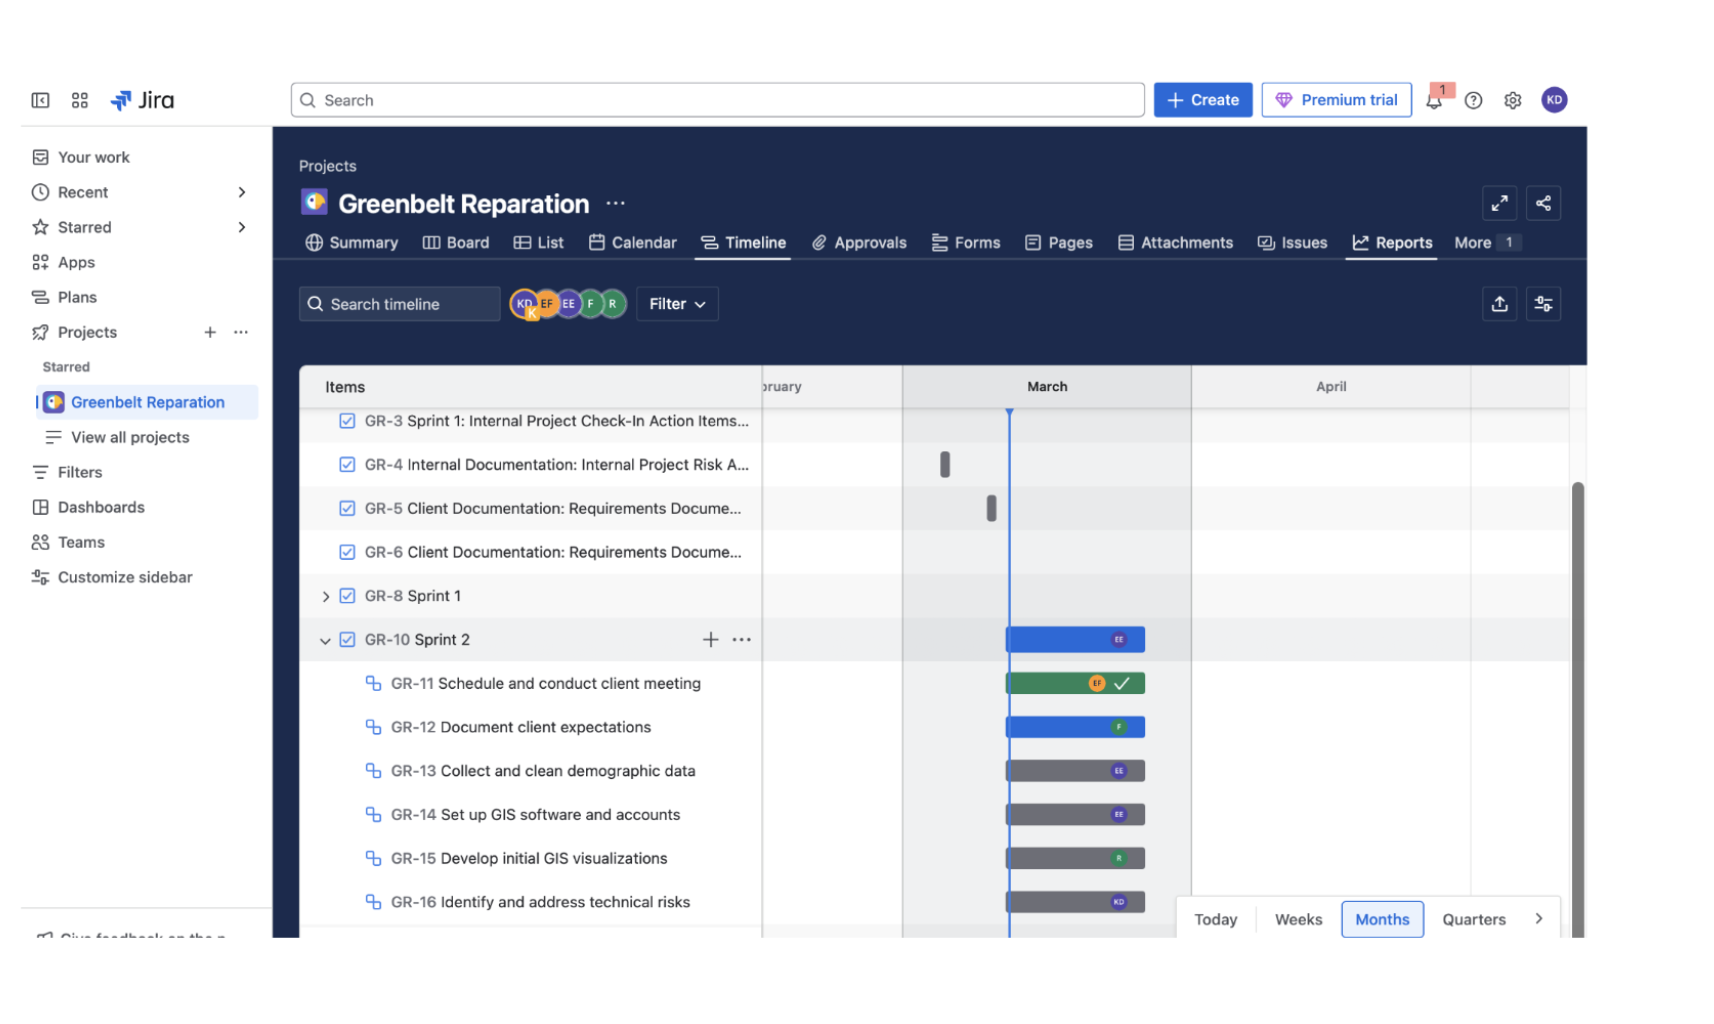 Jira
Search
+ Create
Premium trial
1
KD
Your work
Recent
Starred
Apps
Plans
Projects
Starred
Greenbelt Reparation
View all projects
Filters
Dashboards
Teams
Customize sidebar
Projects
Greenbelt Reparation
Summary Board List Calendar Timeline Approvals Forms Pages Attachments Issues Reports More 1
Search timeline
KD K EF EE F R
Filter
Items
bruary March April
GR-3 Sprint 1: Internal Project Check-In Action Items...
GR-4 Internal Documentation: Internal Project Risk A...
GR-5 Client Documentation: Requirements Docume...
GR-6 Client Documentation: Requirements Docume...
GR-8 Sprint 1
GR-10 Sprint 2 EE
GR-11 Schedule and conduct client meeting EF
GR-12 Document client expectations F
GR-13 Collect and clean demographic data EE
GR-14 Set up GIS software and accounts EE
GR-15 Develop initial GIS visualizations R
GR-16 Identify and address technical risks KD
Today Weeks Months Quarters